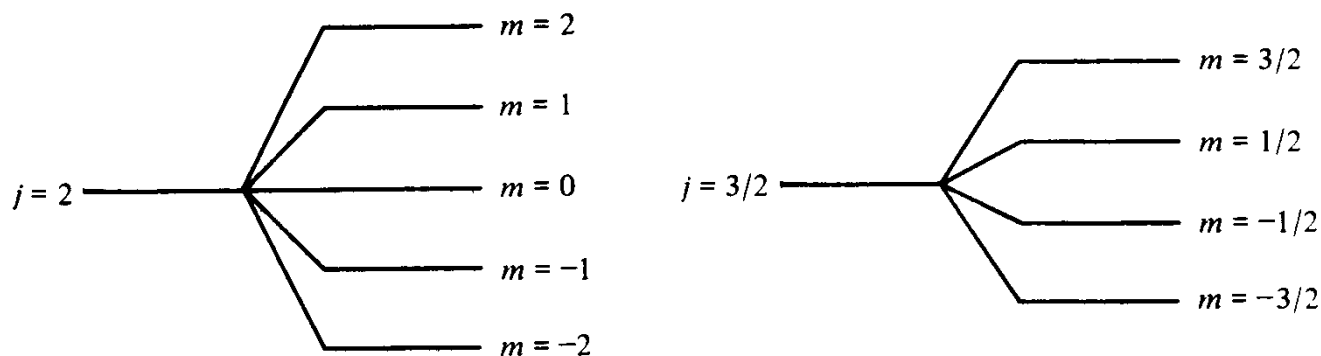 m = 2
m = 1
j = 2
m = 0
m = −1
m = −2
m = 3/2
m = 1/2
j = 3/2
m = −1/2
m = −3/2